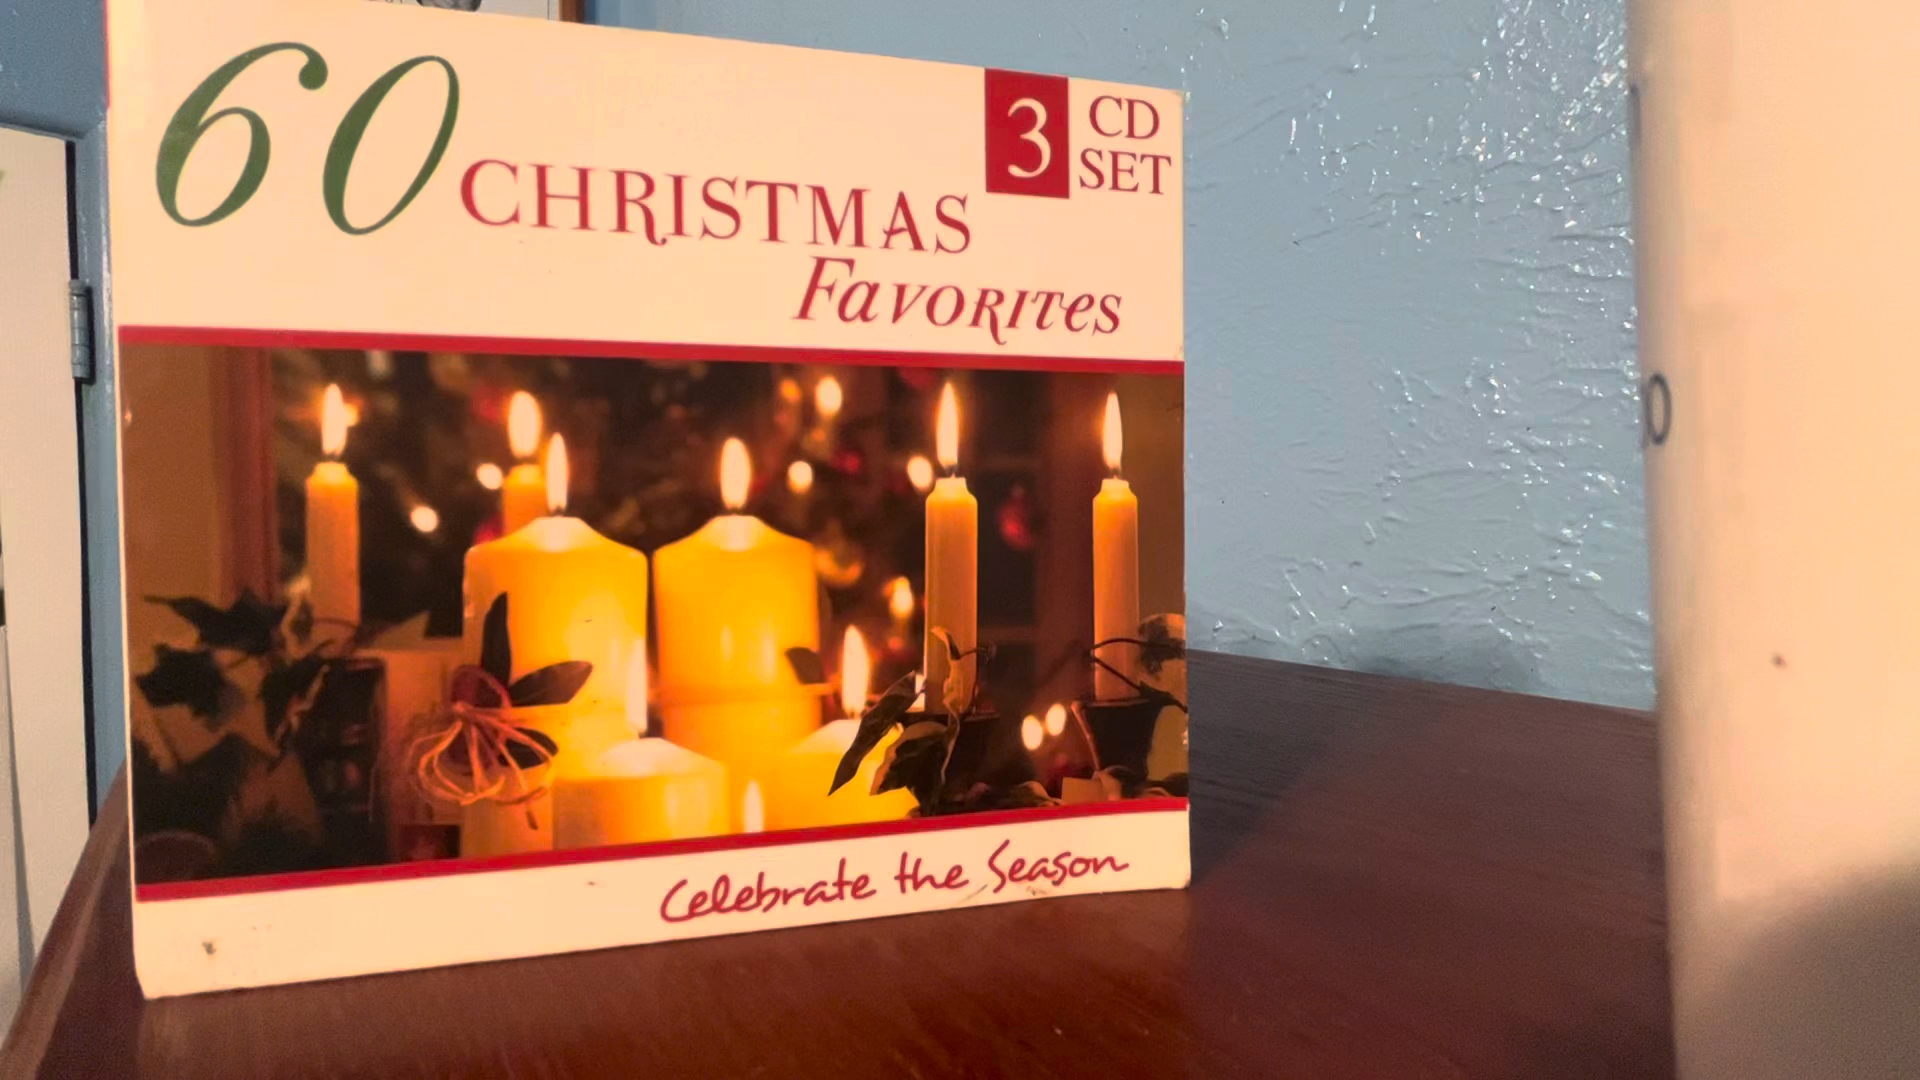 60 CHRISTMAS
Favorites
3 CD
SET
Celebrate the Season